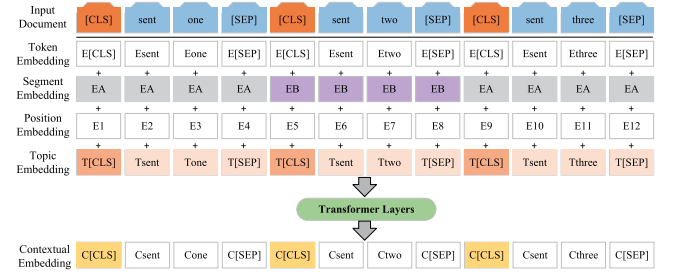 Input Document [CLS] sent one [SEP] [CLS] sent two [SEP] [CLS] sent three [SEP]
Token Embedding E[CLS] Esent Eone E[SEP] E[CLS] Esent Etwo E[SEP] E[CLS] Esent Ethree E[SEP]
+ + + + + + + + + + + +
Segment Embedding EA EA EA EA EB EB EB EB EA EA EA EA
+ + + + + + + + + + + +
Position Embedding E1 E2 E3 E4 E5 E6 E7 E8 E9 E10 E11 E12
+ + + + + + + + + + + +
Topic Embedding T[CLS] Tsent Tone T[SEP] T[CLS] Tsent Ttwo T[SEP] T[CLS] Tsent Tthree T[SEP]
Transformer Layers
Contextual Embedding C[CLS] Csent Cone C[SEP] C[CLS] Csent Ctwo C[SEP] C[CLS] Csent Cthree C[SEP]